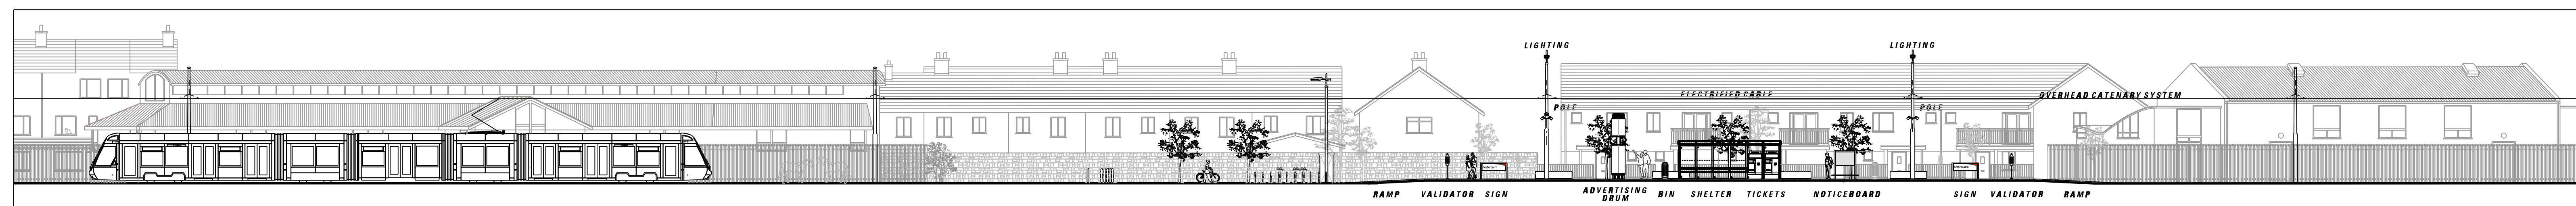 LIGHTING
LIGHTING
ELECTRIFIED CABLE
OVERHEAD CATENARY SYSTEM
POLE
POLE
RAMP
VALIDATOR
SIGN
ADVERTISING
DRUM
BIN
SHELTER
TICKETS
NOTICEBOARD
SIGN
VALIDATOR
RAMP